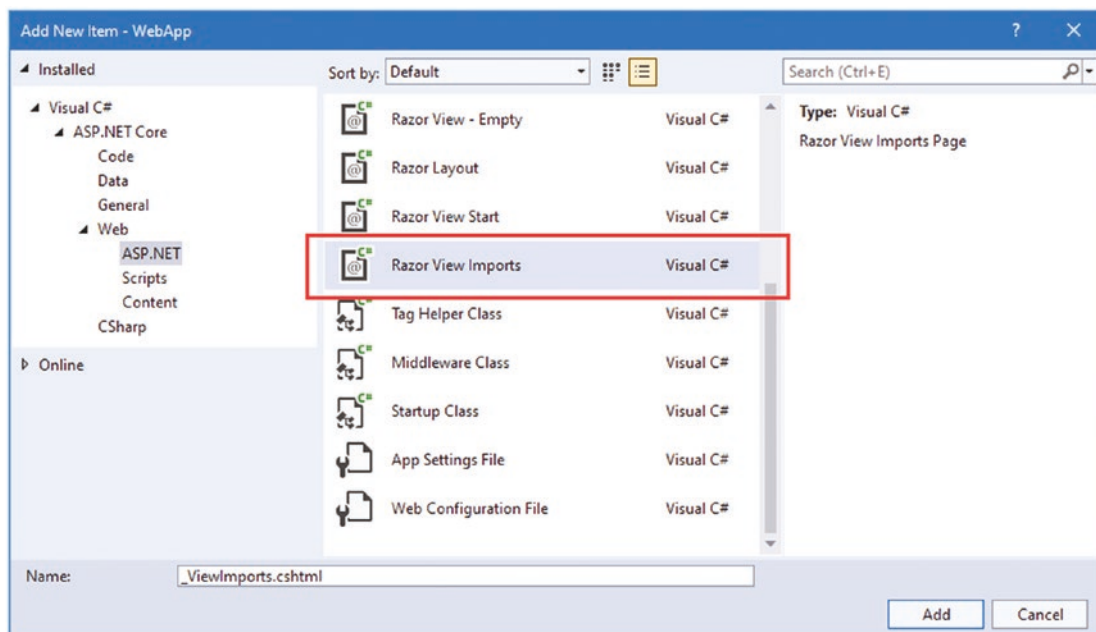 Add New Item - WebApp
?
Installed
Sort by: Default
Search (Ctrl+E)
Visual C#
ASP.NET Core
Code
Data
General
Web
ASP.NET
Scripts
Content
CSharp
Online
Razor View - Empty Visual C#
Razor Layout Visual C#
Razor View Start Visual C#
Razor View Imports Visual C#
Tag Helper Class Visual C#
Middleware Class Visual C#
Startup Class Visual C#
App Settings File Visual C#
Web Configuration File Visual C#
Type: Visual C#
Razor View Imports Page
Name: _ViewImports.cshtml
Add Cancel